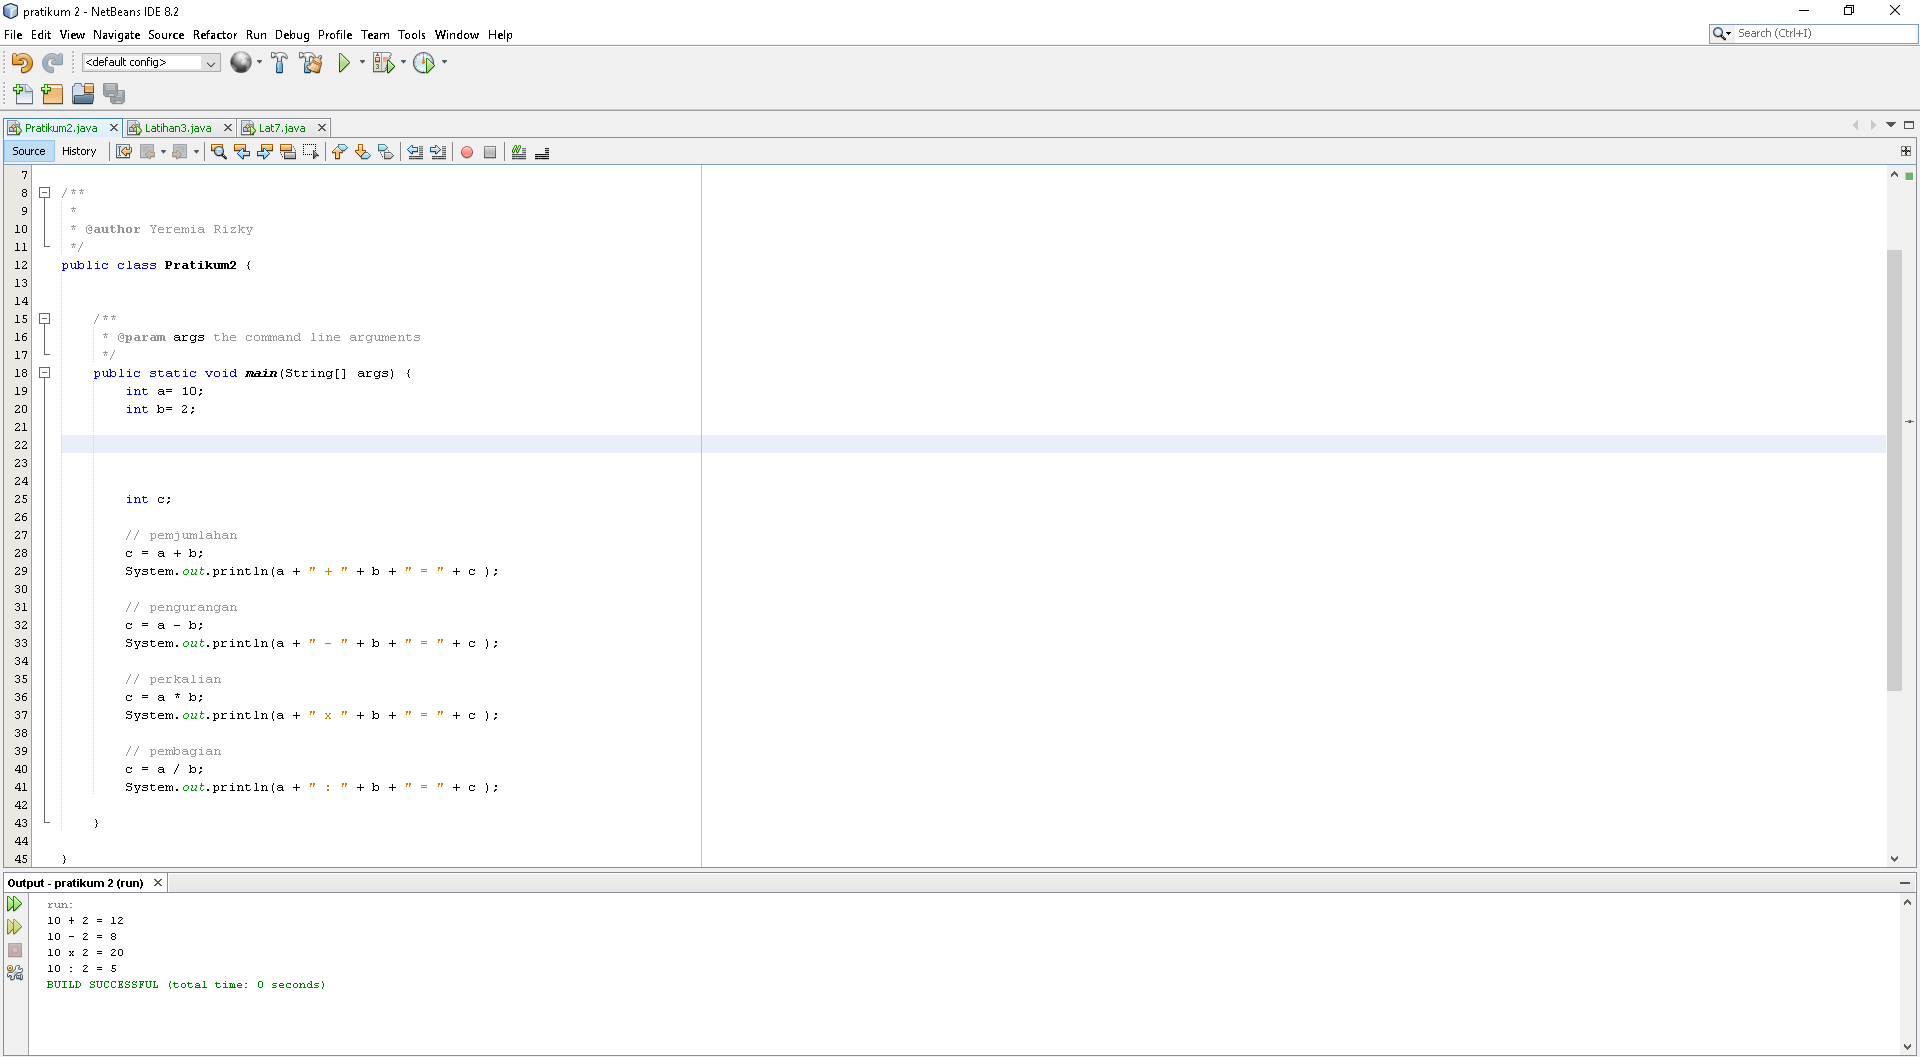 pratikum 2 - NetBeans IDE 8.2
File Edit View Navigate Source Refactor Run Debug Profile Team Tools Window Help
Search (Ctrl+I)
<default config>
Pratikum2.java
Latihan3.java
Lat7.java
Source History
7
8 /**
9 *
10 * @author Yeremia Rizky
11 */
12 public class Pratikum2 {
13
14
15 /**
16 * @param args the command line arguments
17 */
18 public static void main(String[] args) {
19 int a= 10;
20 int b= 2;
21
22
23
24
25 int c;
26
27 // pemjumlahan
28 c = a + b;
29 System.out.println(a + " + " + b + " = " + c );
30
31 // pengurangan
32 c = a - b;
33 System.out.println(a + " - " + b + " = " + c );
34
35 // perkalian
36 c = a * b;
37 System.out.println(a + " x " + b + " = " + c );
38
39 // pembagian
40 c = a / b;
41 System.out.println(a + " : " + b + " = " + c );
42
43 }
44
45 }
Output - pratikum 2 (run)
run:
10 + 2 = 12
10 - 2 = 8
10 x 2 = 20
10 : 2 = 5
BUILD SUCCESSFUL (total time: 0 seconds)